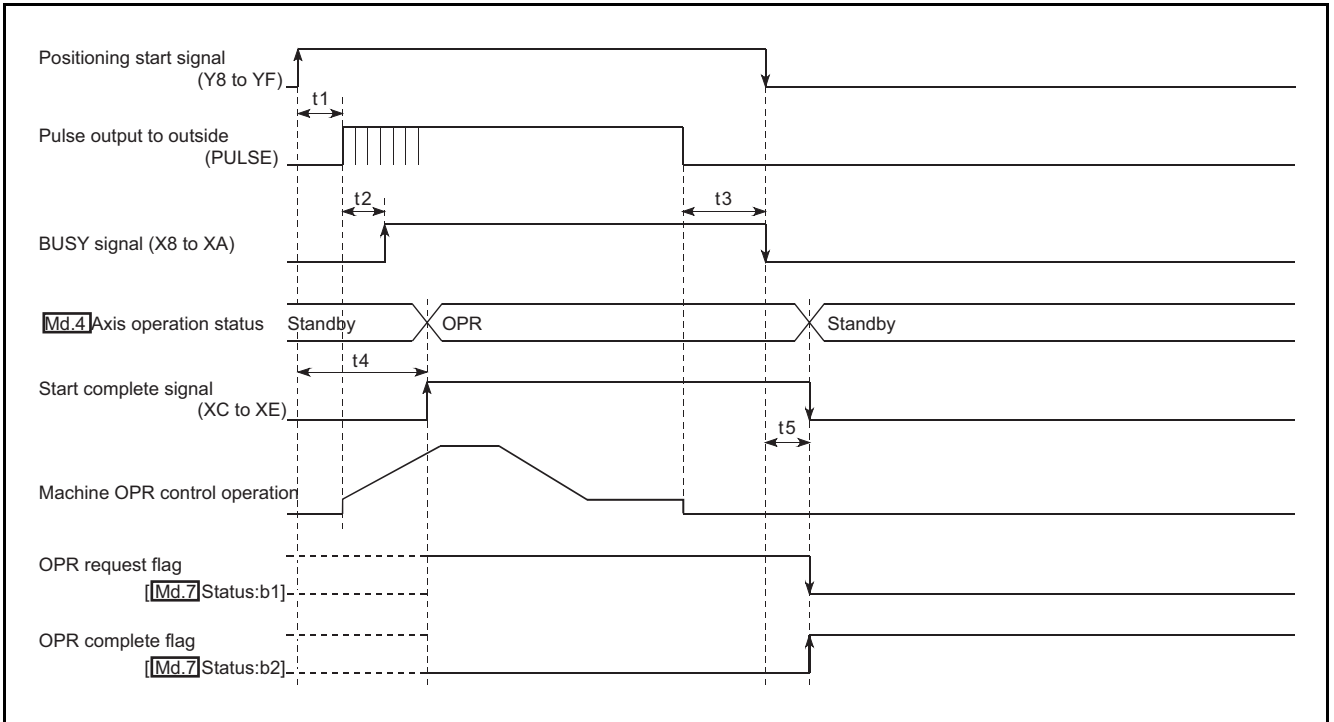 Positioning start signal
(Y8 to YF)
t1
Pulse output to outside
(PULSE)
t2
t3
BUSY signal (X8 to XA)
Md.4 Axis operation status
Standby
OPR
Standby
t4
Start complete signal
(XC to XE)
t5
Machine OPR control operation
OPR request flag
[Md.7 Status:b1]
OPR complete flag
[Md.7 Status:b2]